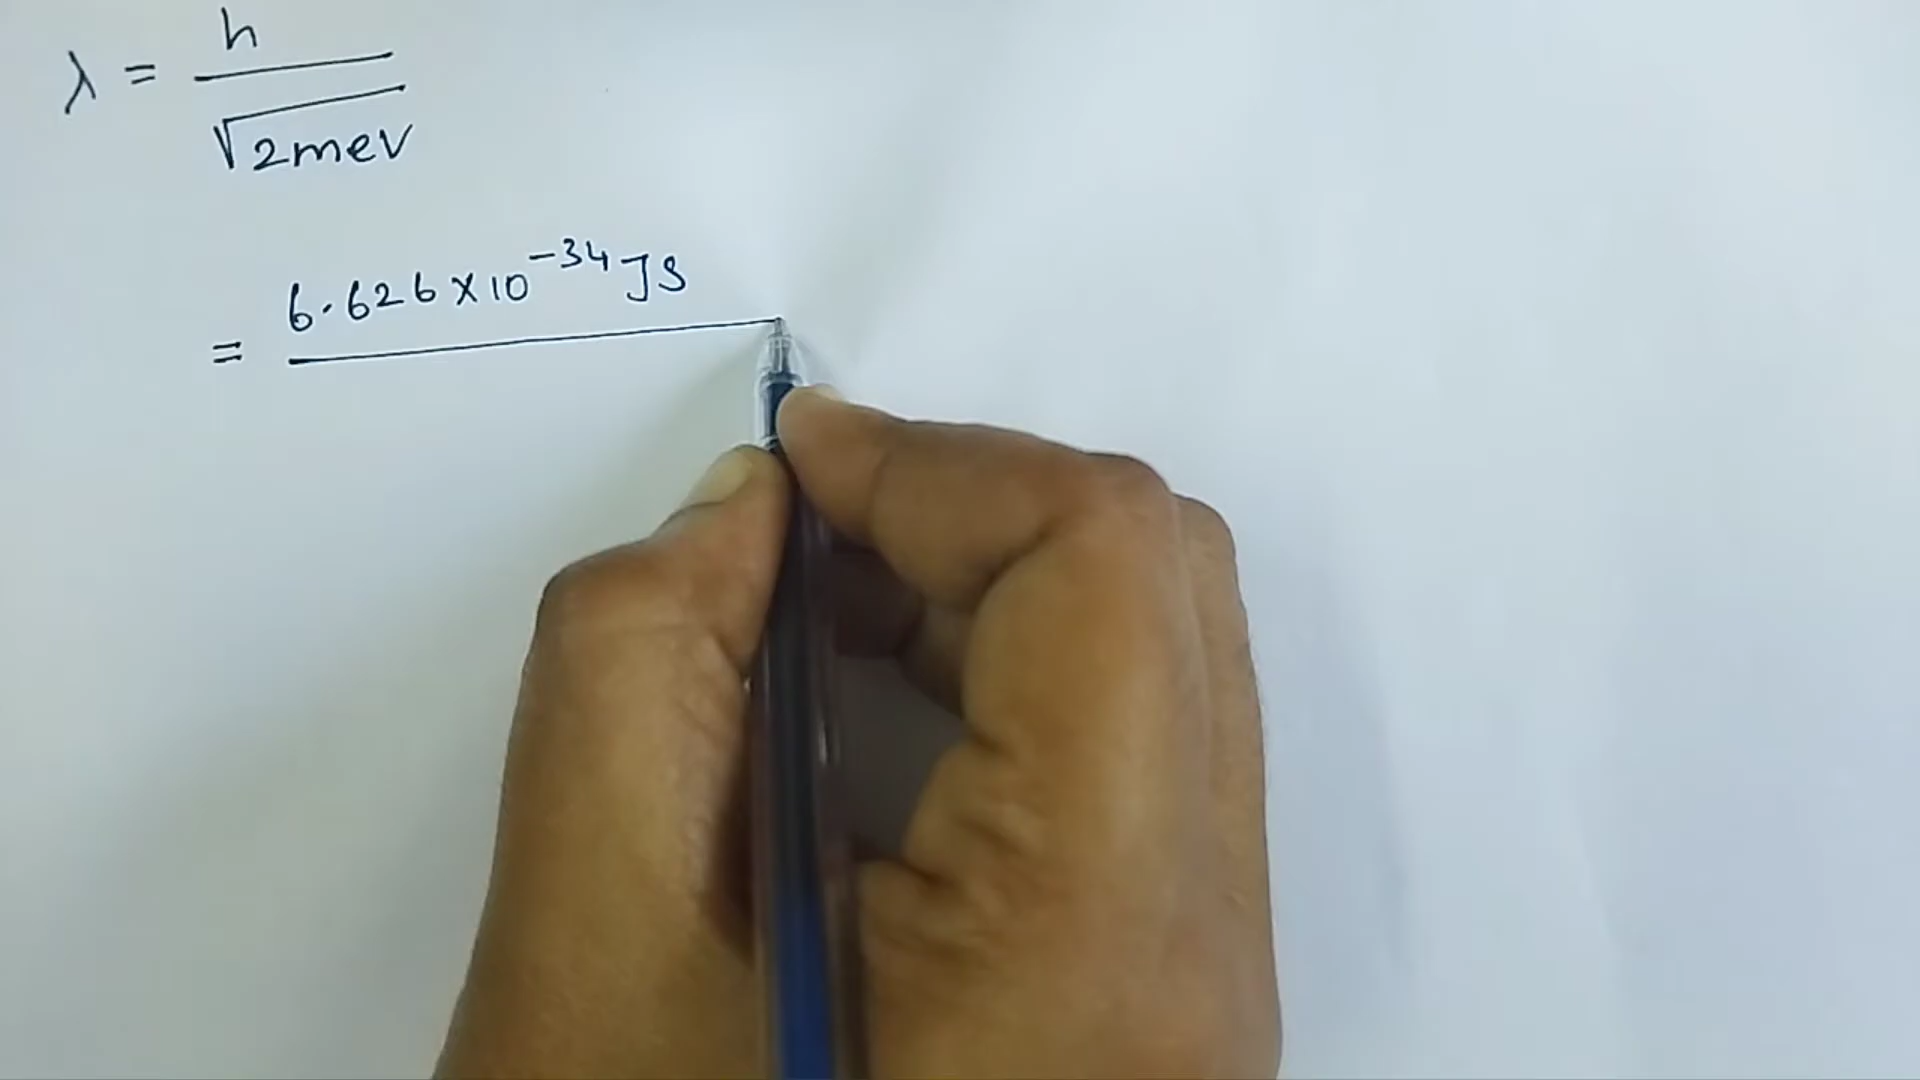 λ = h / √2meV
= 6.626 × 10⁻³⁴ JS